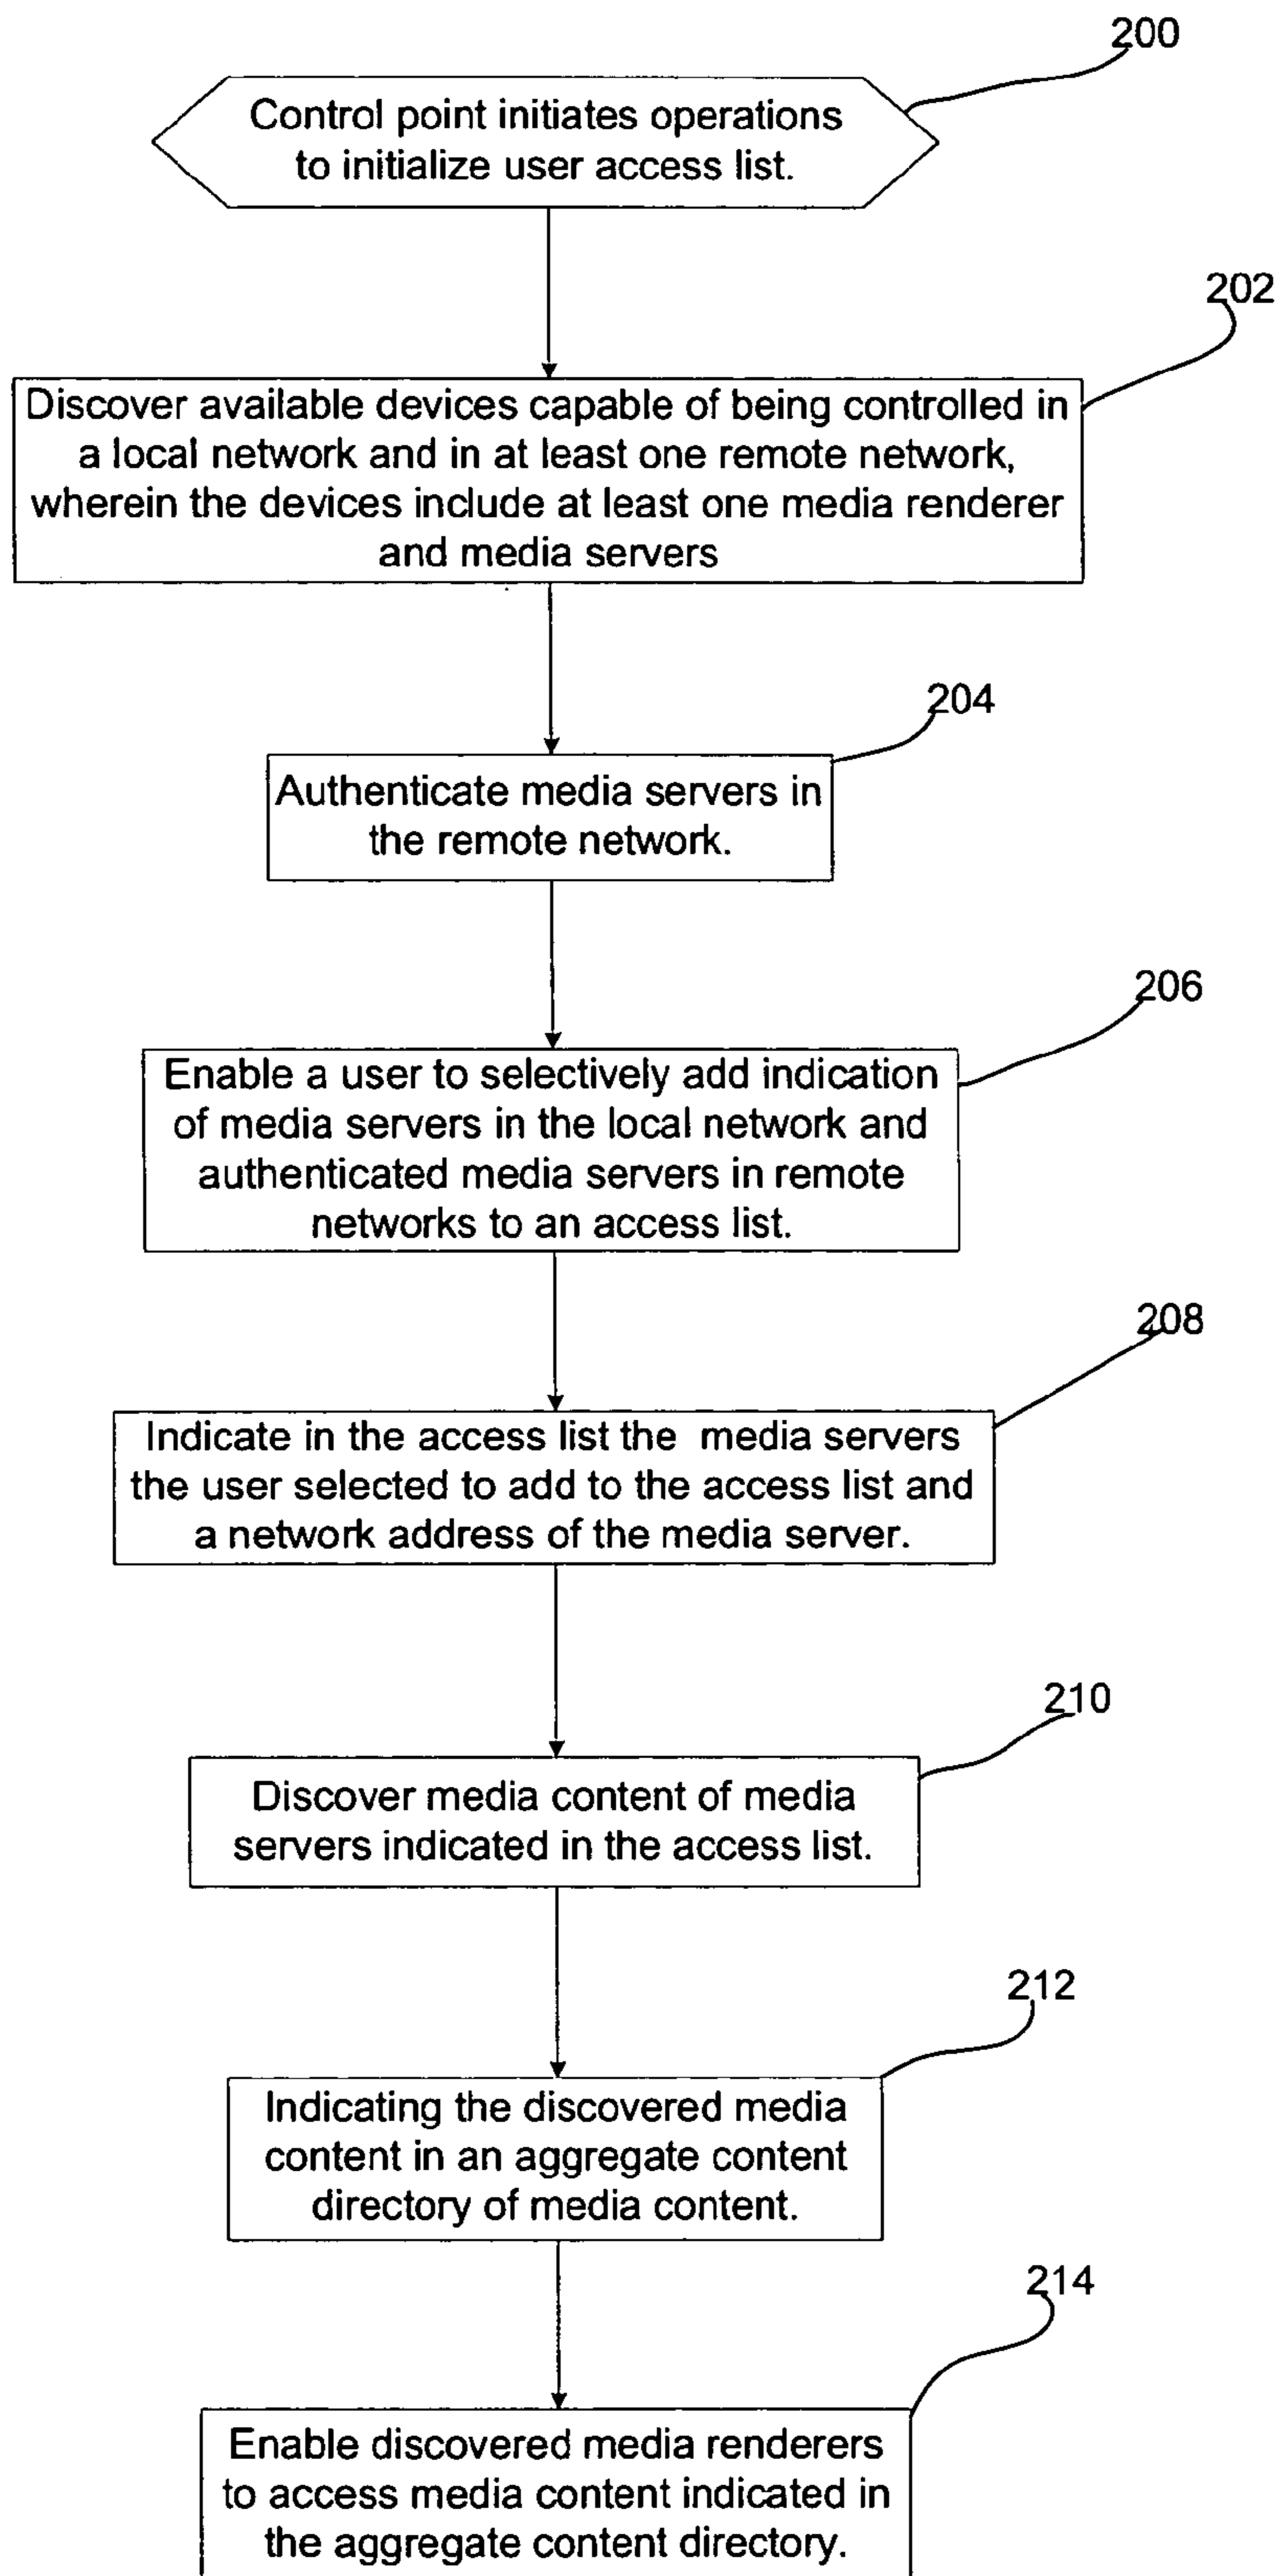 200
Control point initiates operations
to initialize user access list.
202
Discover available devices capable of being controlled in
a local network and in at least one remote network,
wherein the devices include at least one media renderer
and media servers
204
Authenticate media servers in
the remote network.
206
Enable a user to selectively add indication
of media servers in the local network and
authenticated media servers in remote
networks to an access list.
208
Indicate in the access list the media servers
the user selected to add to the access list and
a network address of the media server.
210
Discover media content of media
servers indicated in the access list.
212
Indicating the discovered media
content in an aggregate content
directory of media content.
214
Enable discovered media renderers
to access media content indicated in
the aggregate content directory.